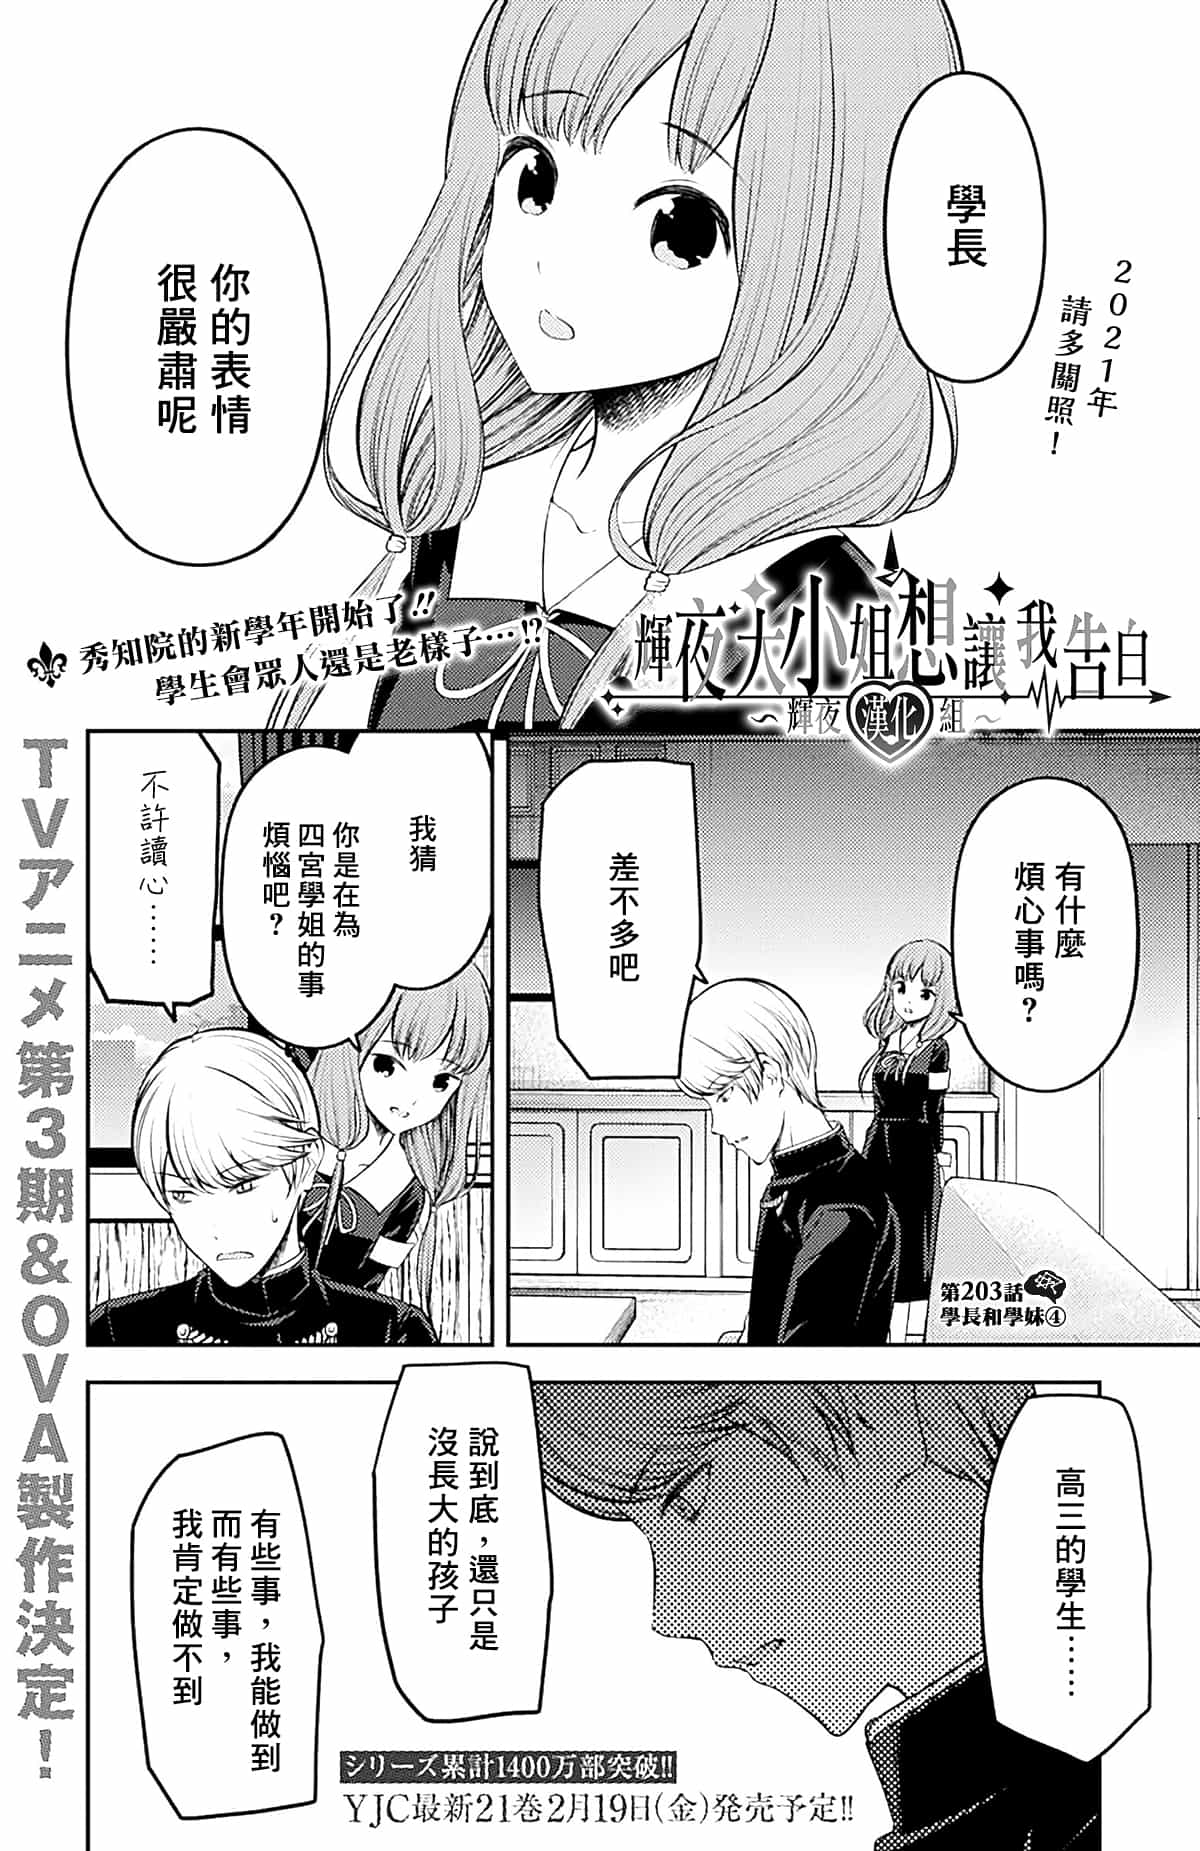 學長
2021年
請多關照！
你的表情
很嚴肅呢
秀知院的新學年開始了!!
學生會眾人還是老樣子…!?
輝夜大小姐想讓我告白
～輝夜漢化組～
有什麼
煩心事嗎？
差不多吧
第203話
學長和學妹④
我猜
你是在為
四宮學姐的事
煩惱吧？
不許讀心……
高三的學生……
說到底，還只是
沒長大的孩子
有些事，我能做到
而有些事，
我肯定做不到
TVアニメ第3期&OVA製作決定！
シリーズ累計1400万部突破!!
YJC最新21巻2月19日(金)発売予定!!